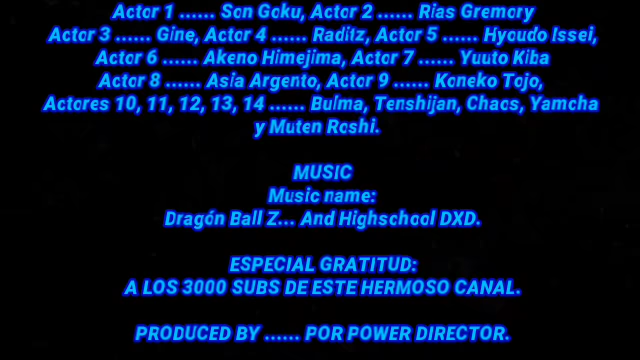 Actor 1 ...... Son Goku, Actor 2 ...... Rias Gremory
Actor 3 ...... Gine, Actor 4 ...... Raditz, Actor 5 ...... Hyoudo Issei,
Actor 6 ...... Akeno Himejima, Actor 7 ...... Yuuto Kiba
Actor 8 ...... Asia Argento, Actor 9 ...... Koneko Tojo,
Actores 10, 11, 12, 13, 14 ...... Bulma, Tenshijan, Chaos, Yamcha
y Muten Roshi.
MUSIC
Music name:
Dragón Ball Z... And Highschool DXD.
ESPECIAL GRATITUD:
A LOS 3000 SUBS DE ESTE HERMOSO CANAL.
PRODUCED BY ...... POR POWER DIRECTOR.